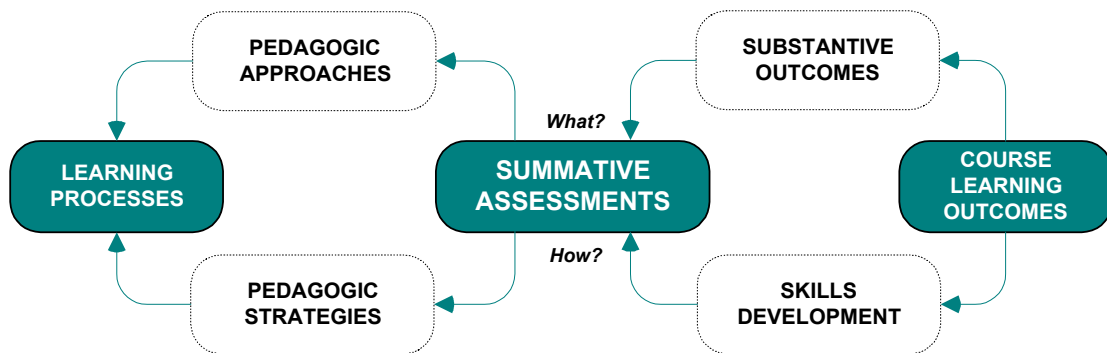 PEDAGOGIC
APPROACHES
SUBSTANTIVE
OUTCOMES
What?
LEARNING
PROCESSES
SUMMATIVE
ASSESSMENTS
COURSE
LEARNING
OUTCOMES
How?
PEDAGOGIC
STRATEGIES
SKILLS
DEVELOPMENT